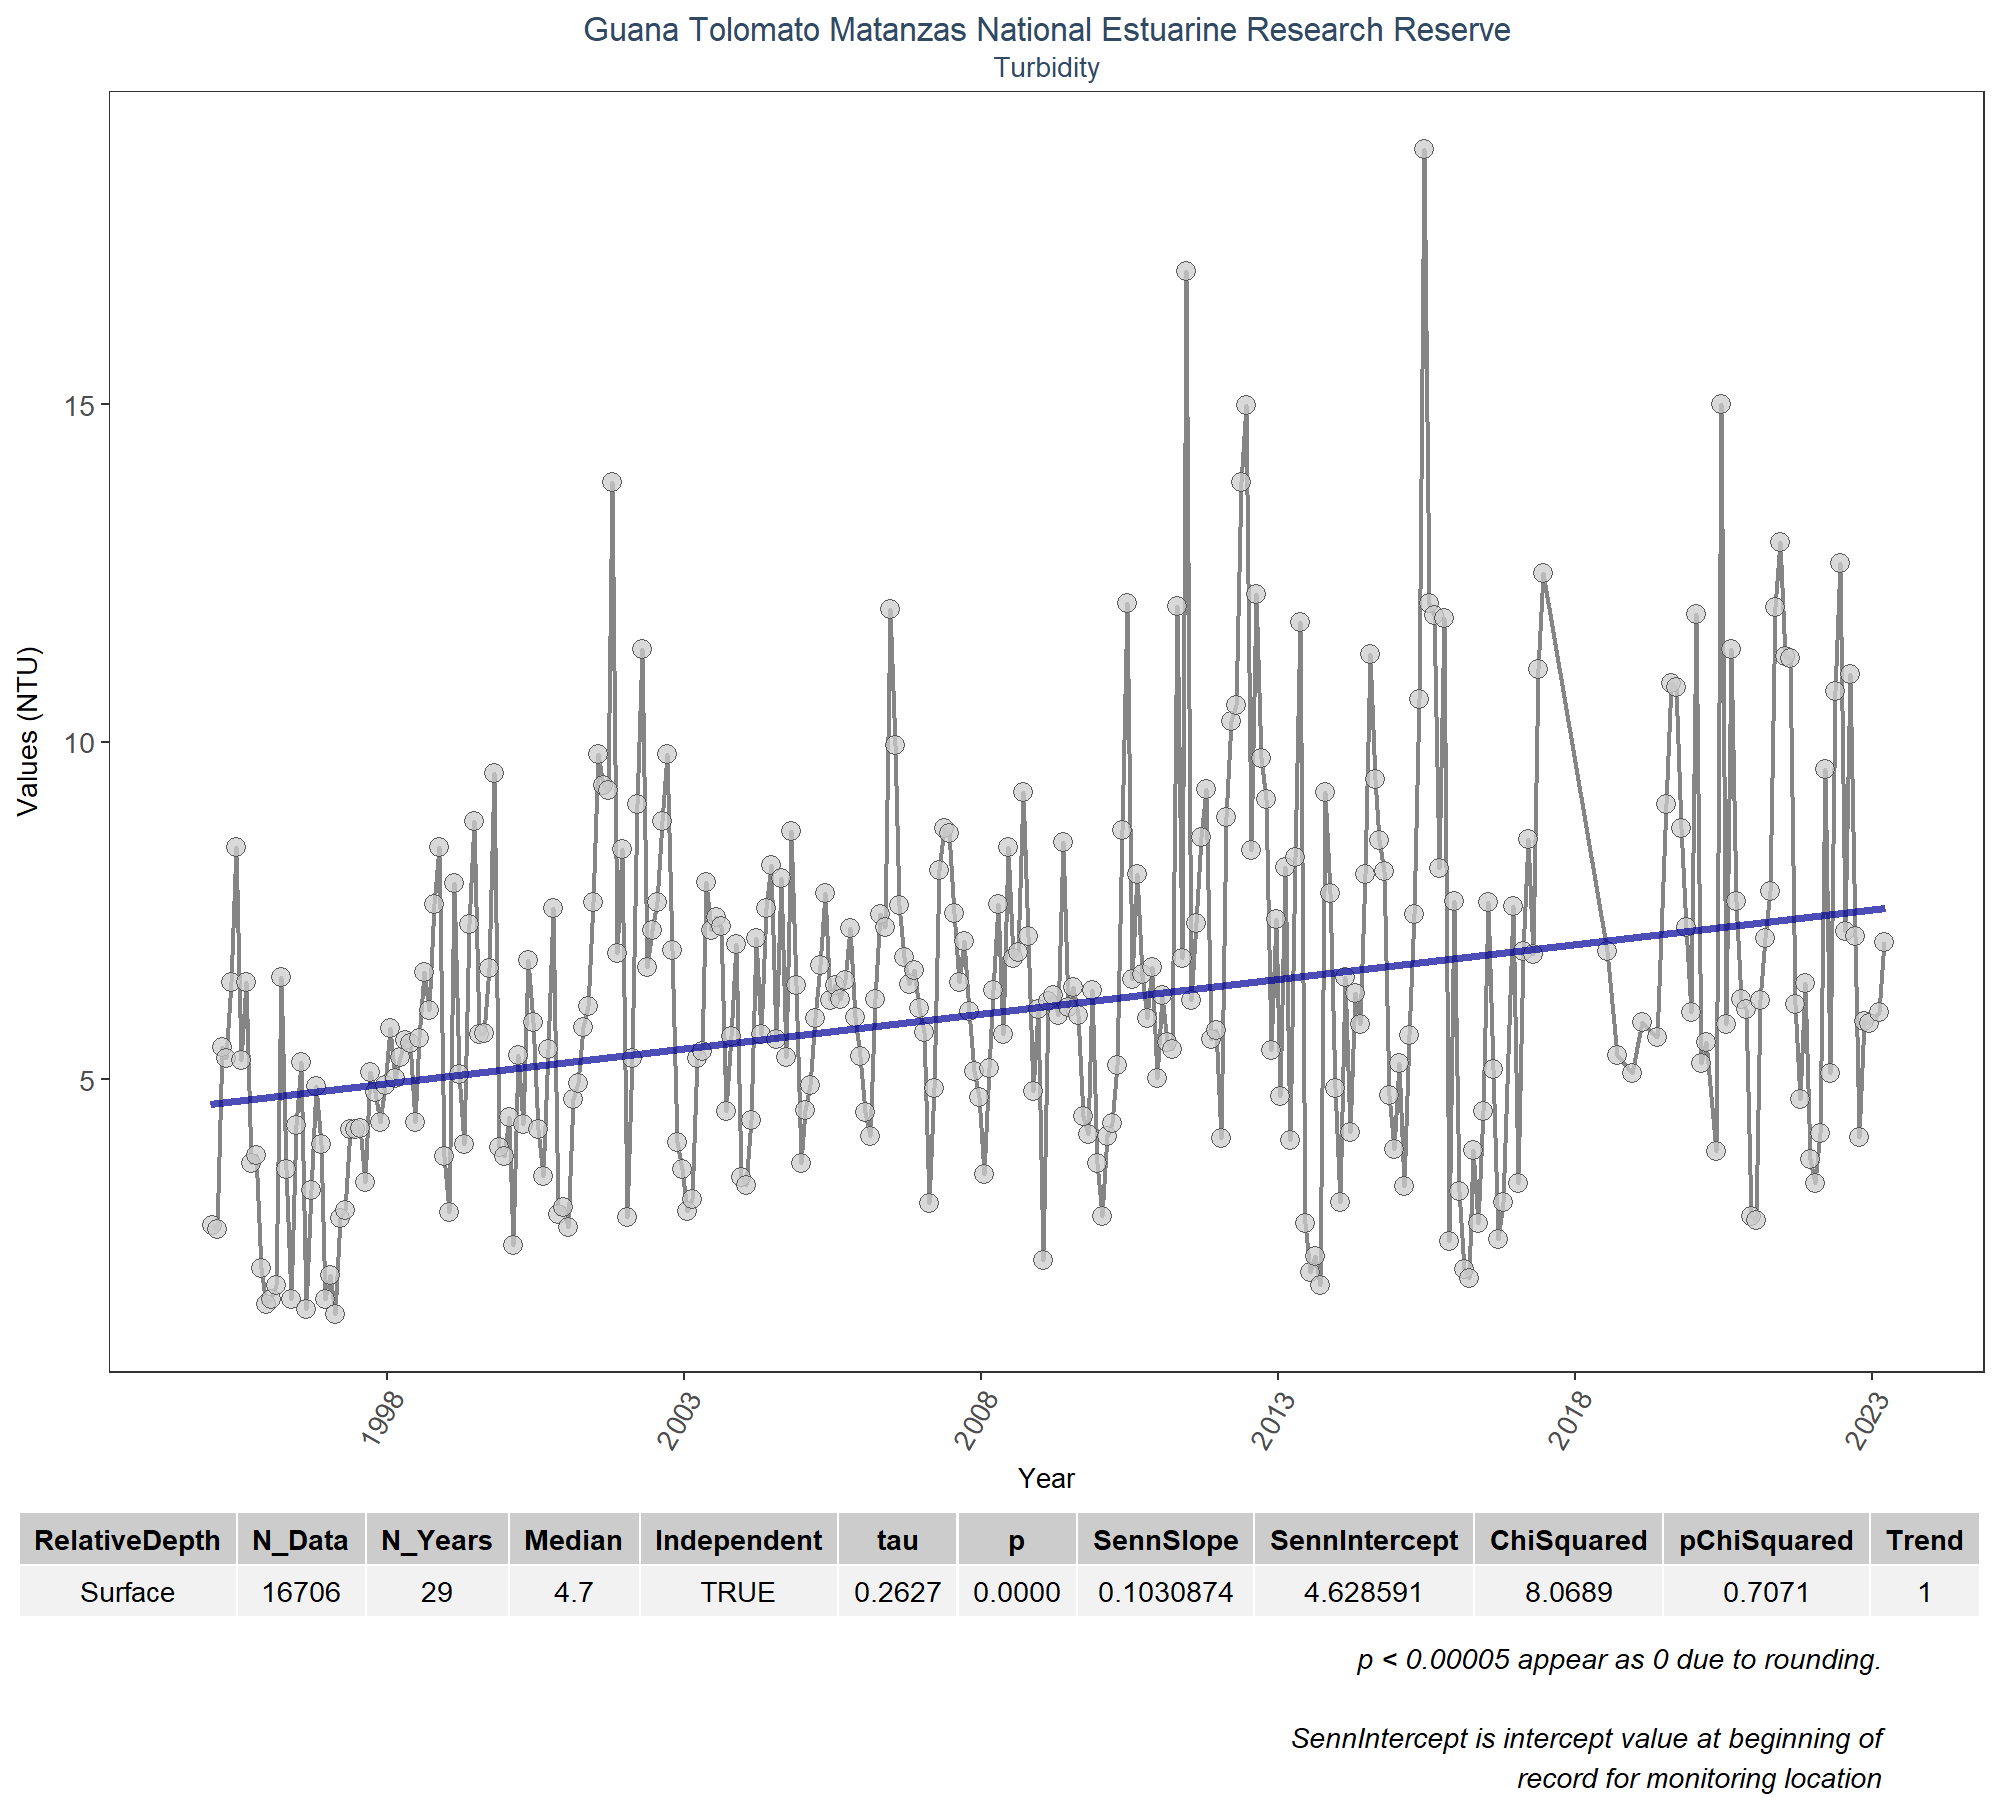 Guana Tolomato Matanzas National Estuarine Research Reserve
Turbidity
Values (NTU)
15
10
5
1998 2003 2008 2013 2018 2023
Year
RelativeDepth N_Data N_Years Median Independent tau p SennSlope SennIntercept ChiSquared pChiSquared Trend
Surface 16706 29 4.7 TRUE 0.2627 0.0000 0.1030874 4.628591 8.0689 0.7071 1
p < 0.00005 appear as 0 due to rounding.
SennIntercept is intercept value at beginning of
record for monitoring location